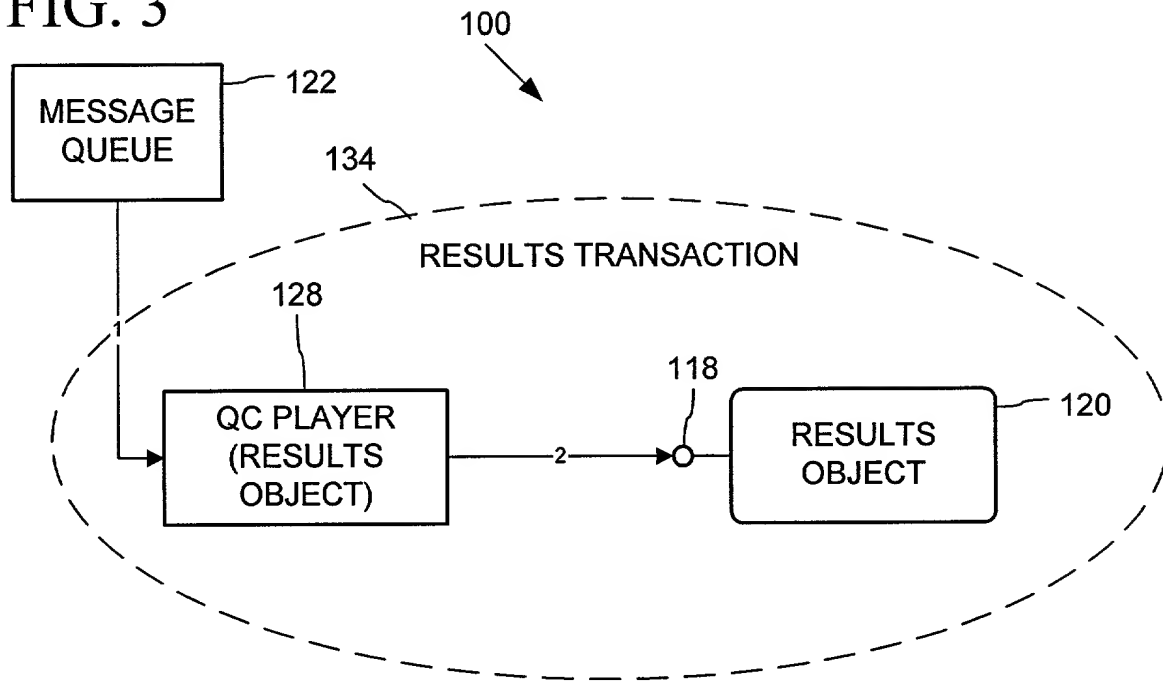 FIG. 3
100
MESSAGE
QUEUE
122
134
RESULTS TRANSACTION
128
1
118
QC PLAYER
(RESULTS
OBJECT)
2
RESULTS
OBJECT
120